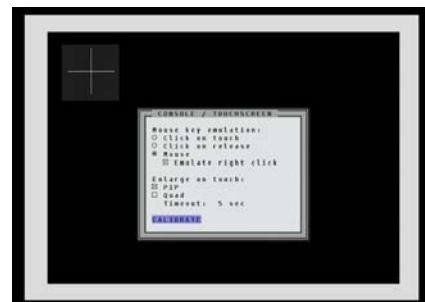 CONSOLE / TOUCHSCREEN
Mouse key emulation:
Click on touch
Click on release
Mouse
Emulate right click
Enlarge on touch:
PIP
Quad
Timeout: 5 sec
CALIBRATE